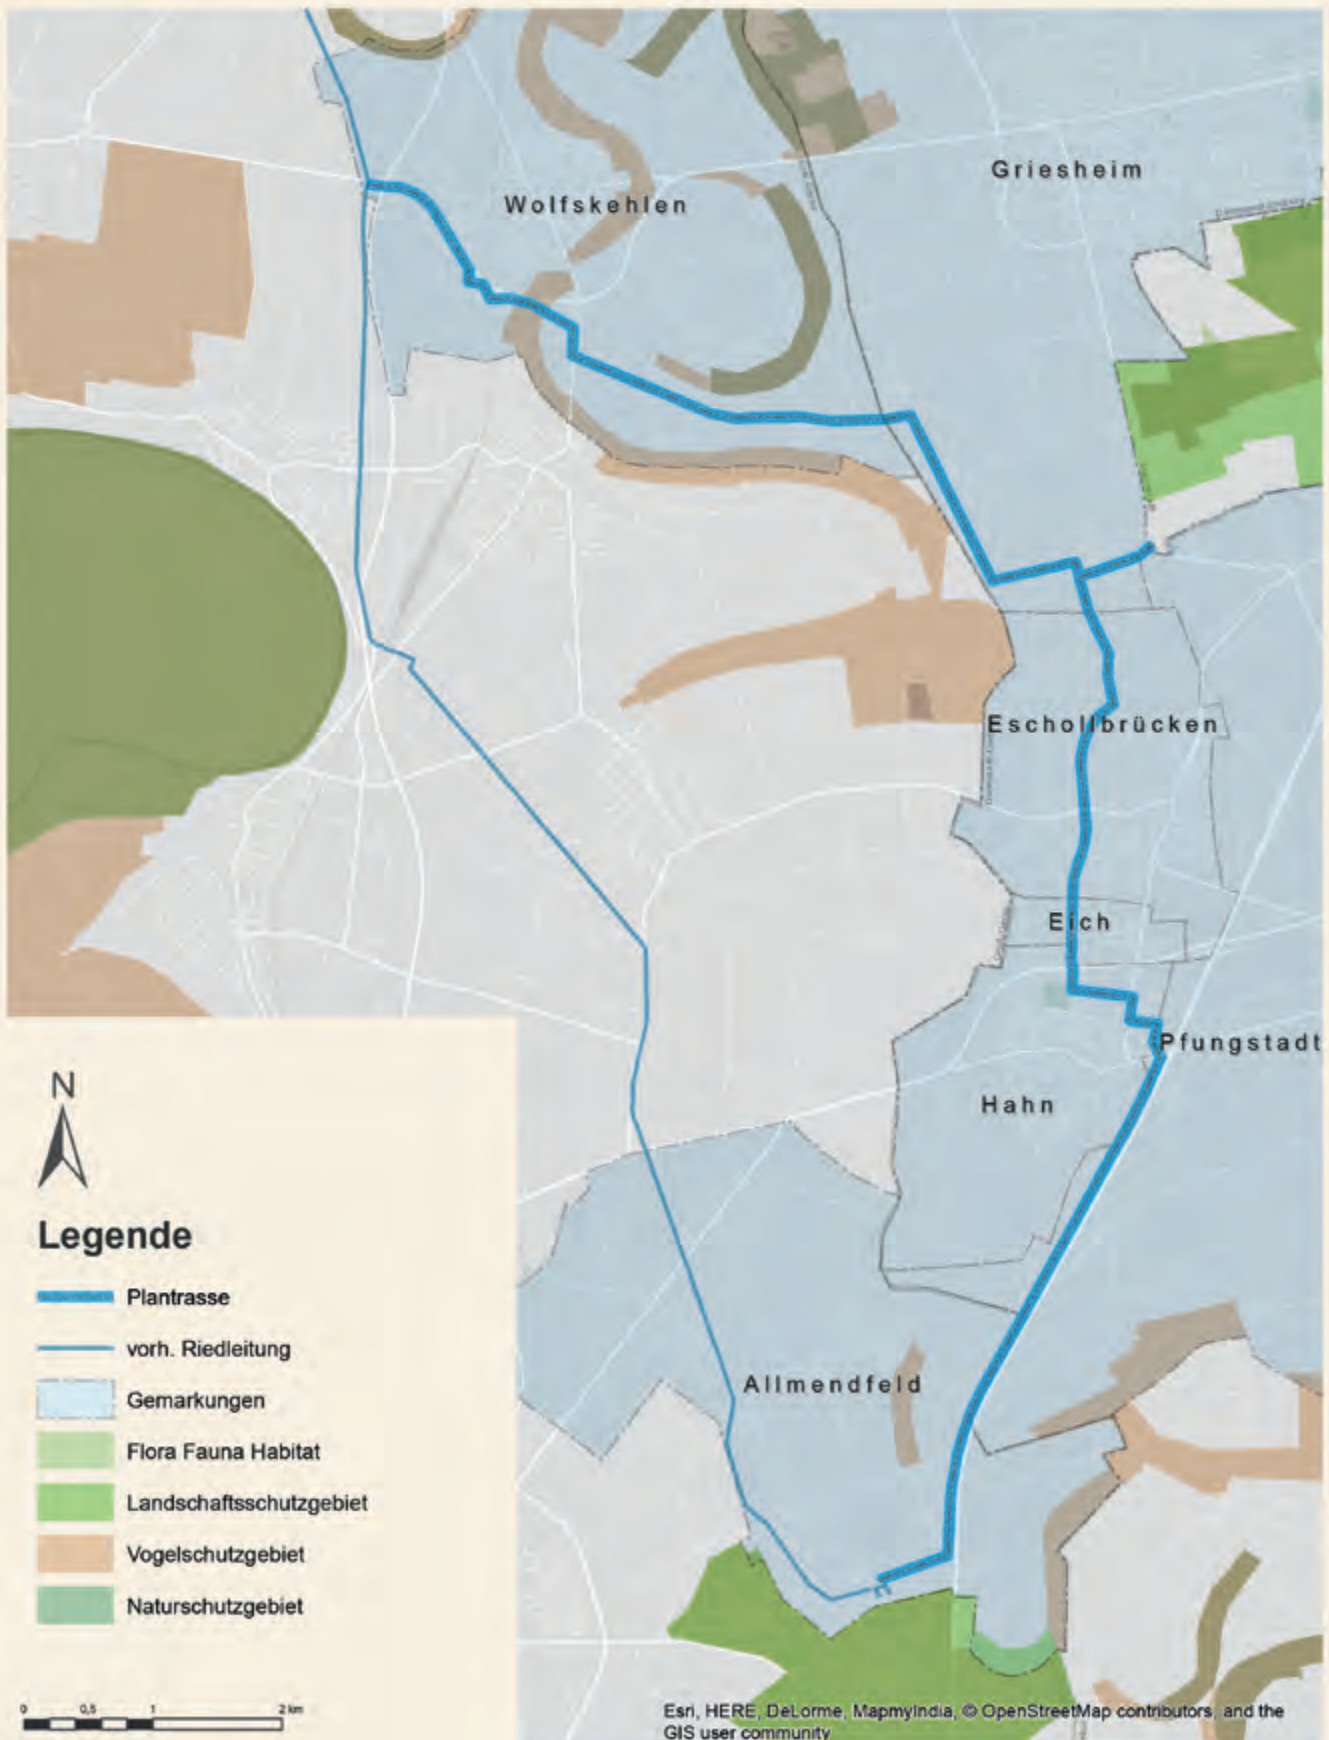 Griesheim
Wolfskehlen
Eschollbrücken
Eich
Pfungstadt
Hahn
Allmendfeld
N
Legende
Plantrasse
vorh. Riedleitung
Gemarkungen
Flora Fauna Habitat
Landschaftsschutzgebiet
Vogelschutzgebiet
Naturschutzgebiet
0 0,5 1 2 km
Esri, HERE, DeLorme, MapmyIndia, © OpenStreetMap contributors, and the
GIS user community